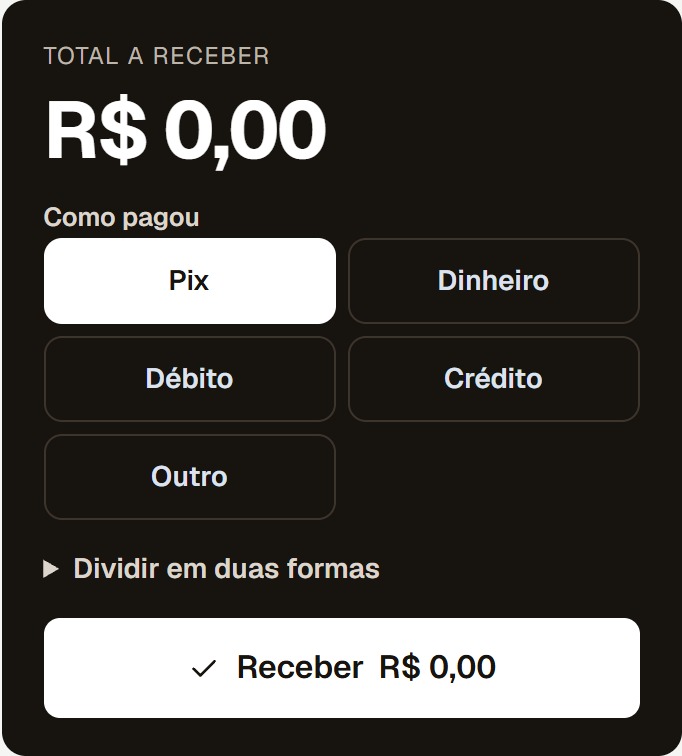 TOTAL A RECEBER
R$ 0,00
Como pagou
Pix
Dinheiro
Débito
Crédito
Outro
Dividir em duas formas
Receber R$ 0,00